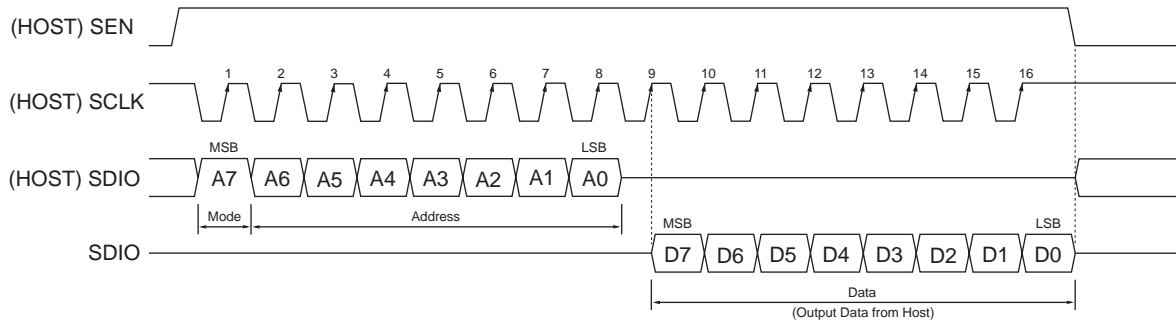 (HOST) SEN
1 2 3 4 5 6 7 8 9 10 11 12 13 14 15 16
(HOST) SCLK
MSB LSB
(HOST) SDIO A7 A6 A5 A4 A3 A2 A1 A0
Mode Address
MSB LSB
SDIO D7 D6 D5 D4 D3 D2 D1 D0
Data
(Output Data from Host)